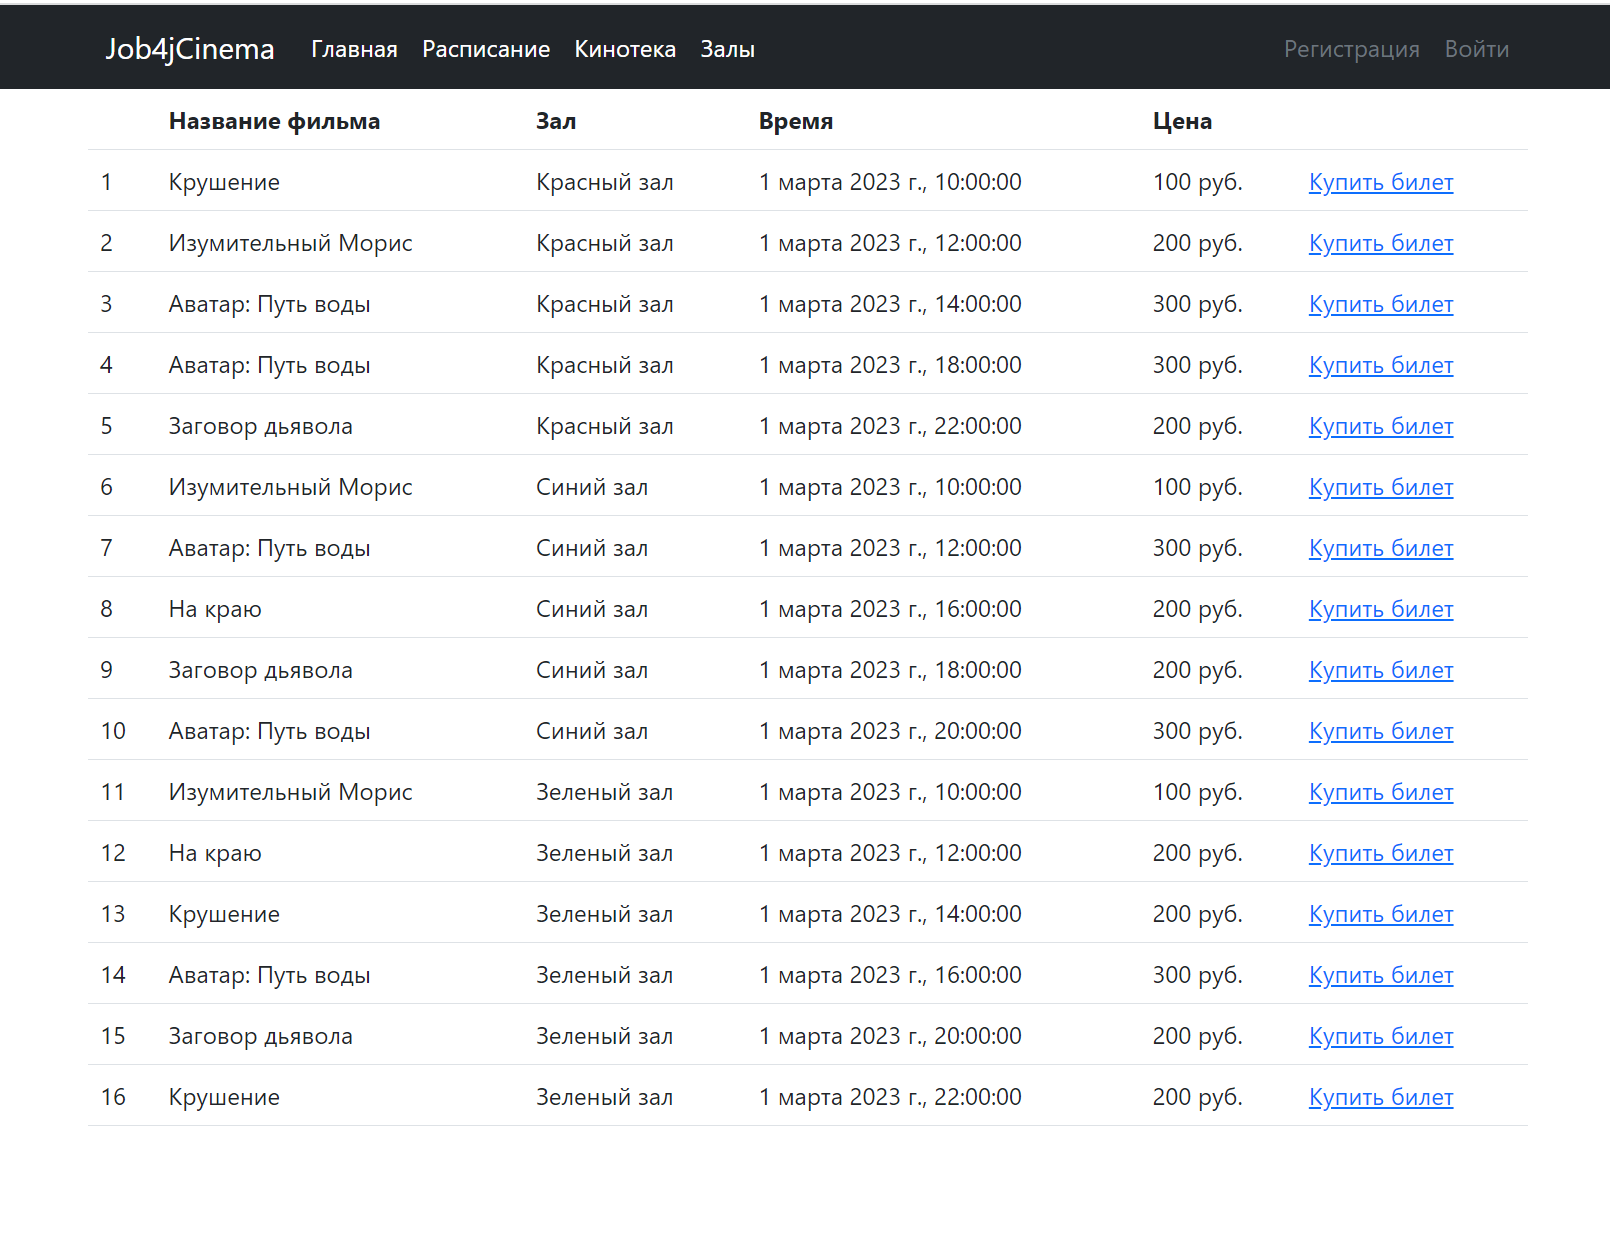 Job4jCinema Главная Расписание Кинотека Залы Регистрация Войти
Название фильма Зал Время Цена
1 Крушение Красный зал 1 марта 2023 г., 10:00:00 100 руб. Купить билет
2 Изумительный Морис Красный зал 1 марта 2023 г., 12:00:00 200 руб. Купить билет
3 Аватар: Путь воды Красный зал 1 марта 2023 г., 14:00:00 300 руб. Купить билет
4 Аватар: Путь воды Красный зал 1 марта 2023 г., 18:00:00 300 руб. Купить билет
5 Заговор дьявола Красный зал 1 марта 2023 г., 22:00:00 200 руб. Купить билет
6 Изумительный Морис Синий зал 1 марта 2023 г., 10:00:00 100 руб. Купить билет
7 Аватар: Путь воды Синий зал 1 марта 2023 г., 12:00:00 300 руб. Купить билет
8 На краю Синий зал 1 марта 2023 г., 16:00:00 200 руб. Купить билет
9 Заговор дьявола Синий зал 1 марта 2023 г., 18:00:00 200 руб. Купить билет
10 Аватар: Путь воды Синий зал 1 марта 2023 г., 20:00:00 300 руб. Купить билет
11 Изумительный Морис Зеленый зал 1 марта 2023 г., 10:00:00 100 руб. Купить билет
12 На краю Зеленый зал 1 марта 2023 г., 12:00:00 200 руб. Купить билет
13 Крушение Зеленый зал 1 марта 2023 г., 14:00:00 200 руб. Купить билет
14 Аватар: Путь воды Зеленый зал 1 марта 2023 г., 16:00:00 300 руб. Купить билет
15 Заговор дьявола Зеленый зал 1 марта 2023 г., 20:00:00 200 руб. Купить билет
16 Крушение Зеленый зал 1 марта 2023 г., 22:00:00 200 руб. Купить билет